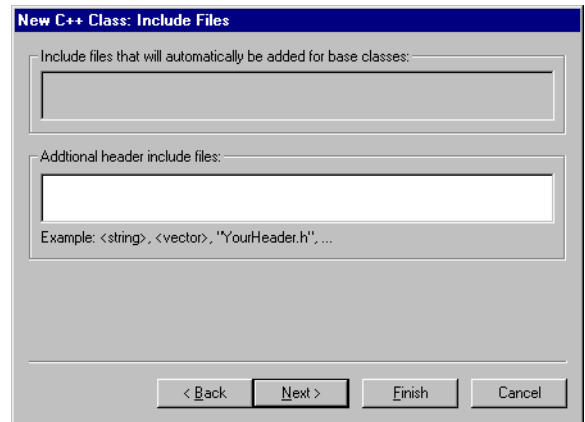 New C++ Class: Include Files
Include files that will automatically be added for base classes:
Addtional header include files:
Example: <string>, <vector>, "YourHeader.h", ...
< Back
Next >
Finish
Cancel